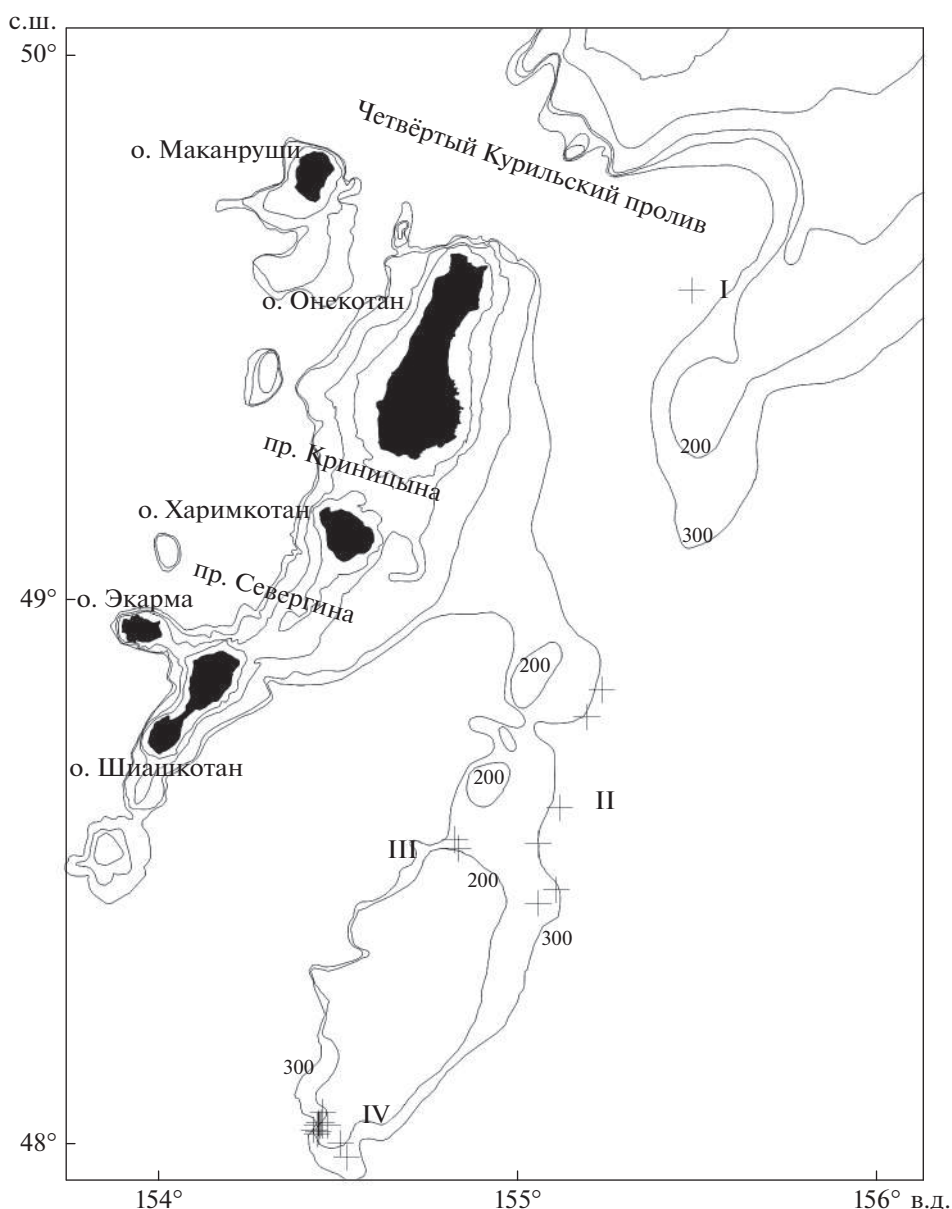 с.ш.
50°
Четвёртый Курильский пролив
о. Маканруши
I
о. Онекотан
200
пр. Криницына
о. Харимкотан
300
пр. Севергина
49°
о. Экарма
200
о. Шиашкотан
200
II
III
200
300
300
IV
48°
154°
155°
156° в.д.